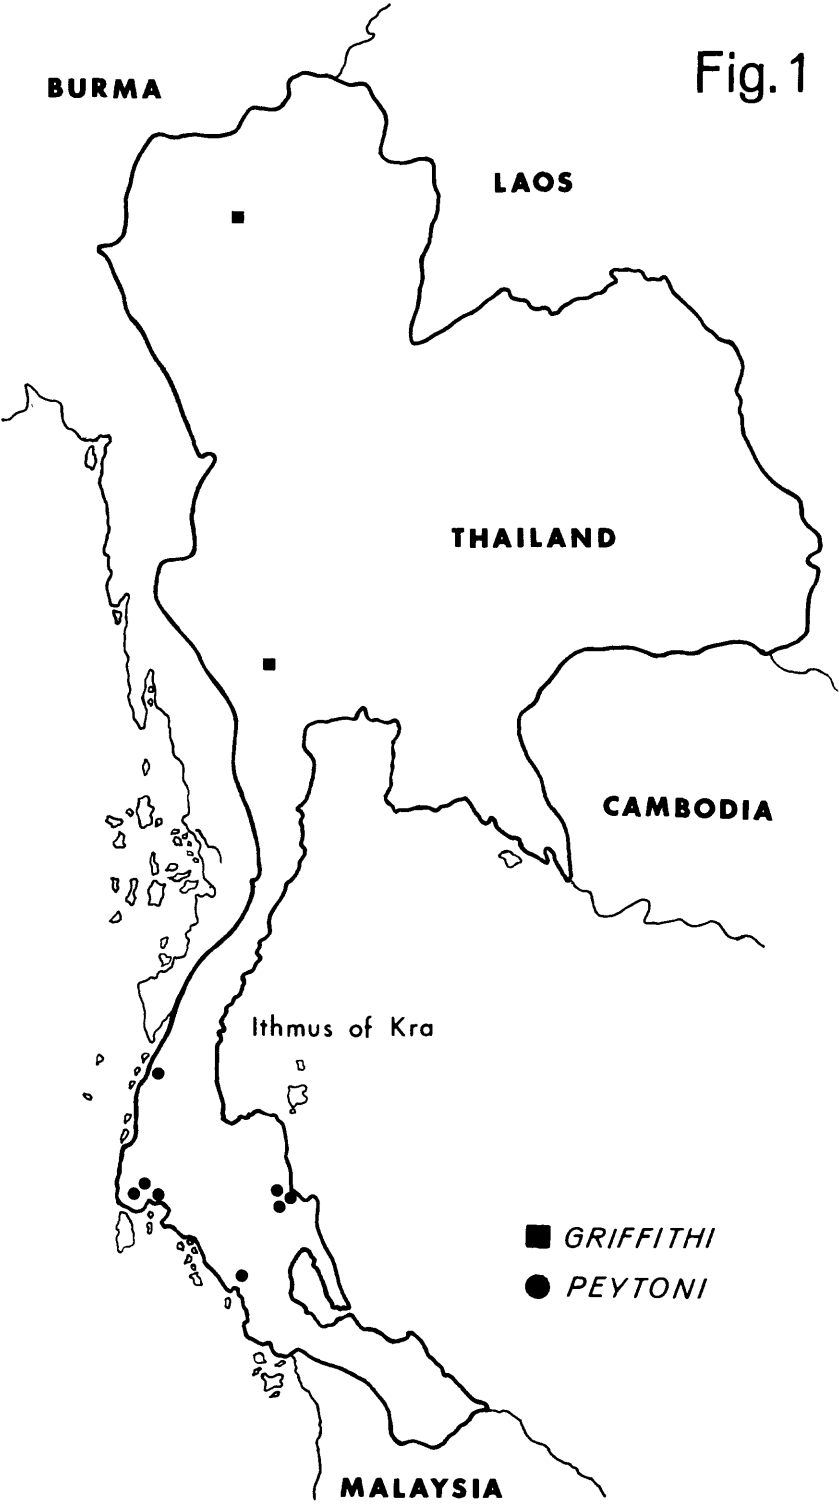 Fig. 1
BURMA
LAOS
THAILAND
CAMBODIA
Ithmus of Kra
GRIFFITHI
PEYTONI
MALAYSIA